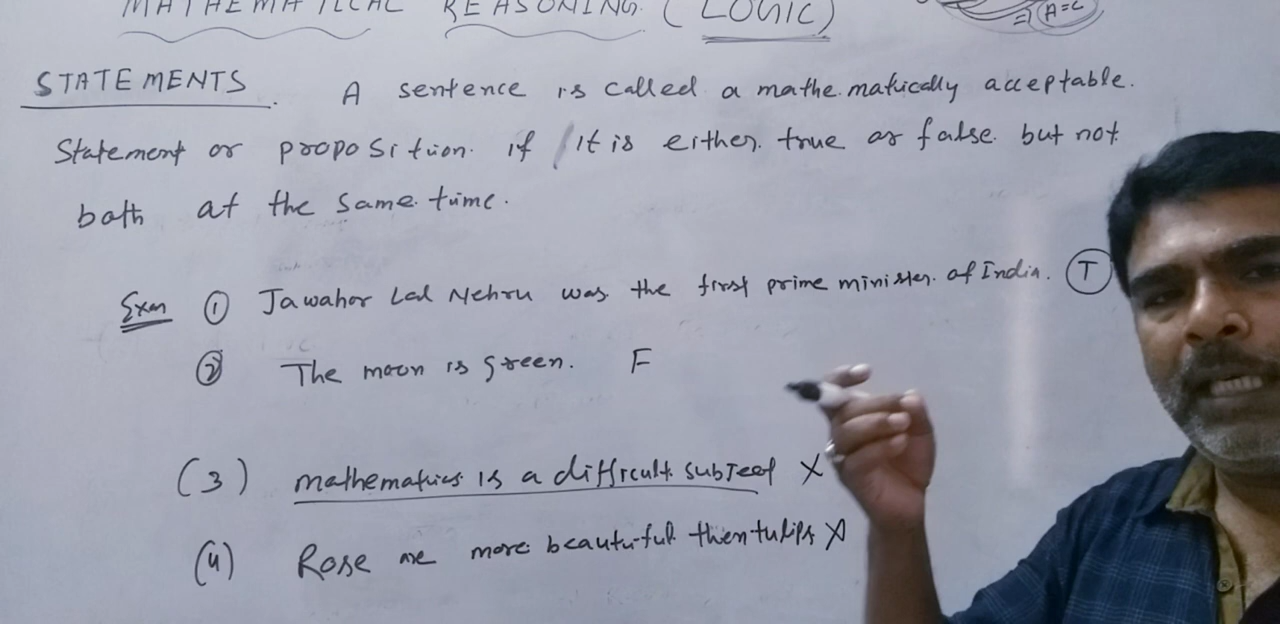 MATHEMATICAL REASONING. (LOGIC)
⇒ A=C
STATEMENTS. A sentence is called a mathematically acceptable.
Statement or proposition. if it is either. true or false. but not
both at the same time.
Exm ① Jawahar Lal Nehru was the first prime minister. of India. T
② The moon is green. F
(3) mathematics is a difficult subject X
(4) Rose are more beautiful then tulips X